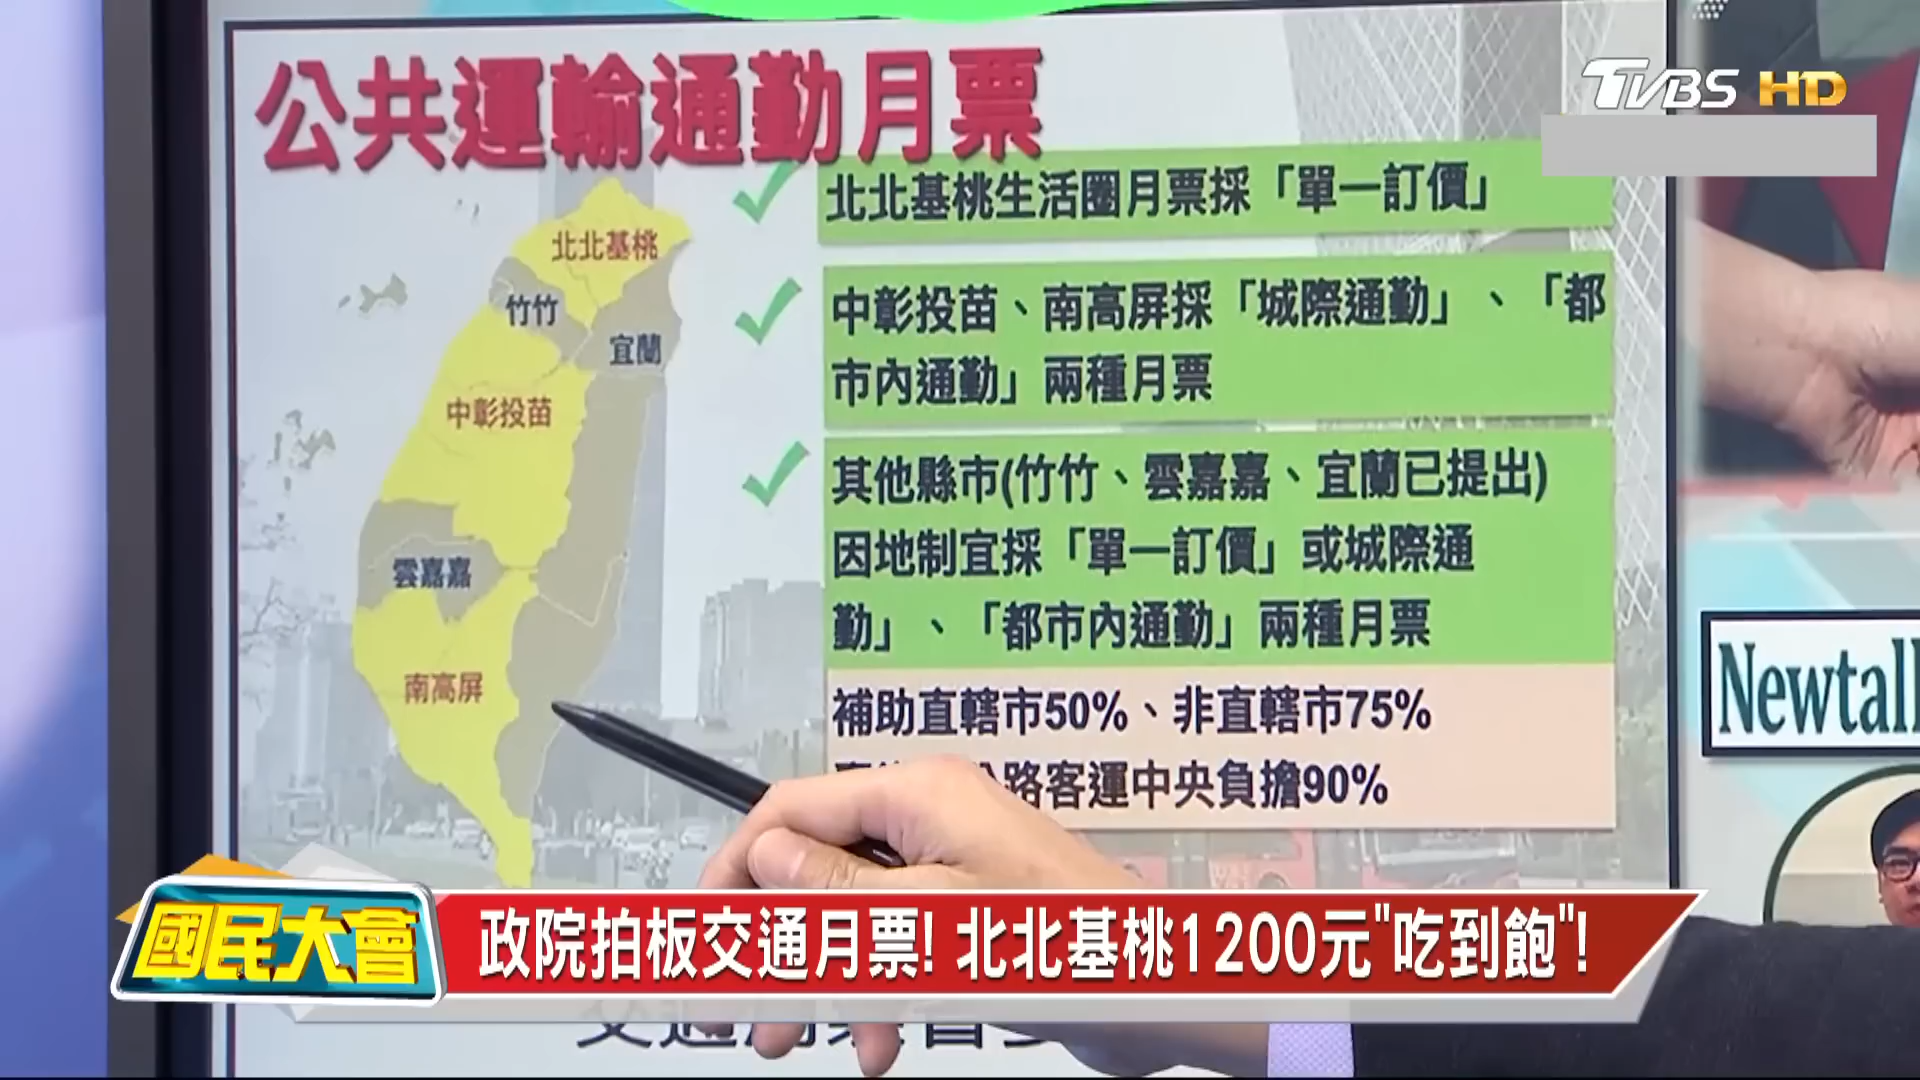 公共運輸通勤月票
TVBS HD
北北基桃生活圈月票採「單一訂價」
北北基桃
竹竹
宜蘭
中彰投苗、南高屏採「城際通勤」、「都
市內通勤」兩種月票
中彰投苗
其他縣市(竹竹、雲嘉嘉、宜蘭已提出)
因地制宜採「單一訂價」或城際通
勤」、「都市內通勤」兩種月票
雲嘉嘉
南高屏
補助直轄市50%、非直轄市75%
路客運中央負擔90%
Newtalk
國民大會
政院拍板交通月票! 北北基桃1200元"吃到飽"!